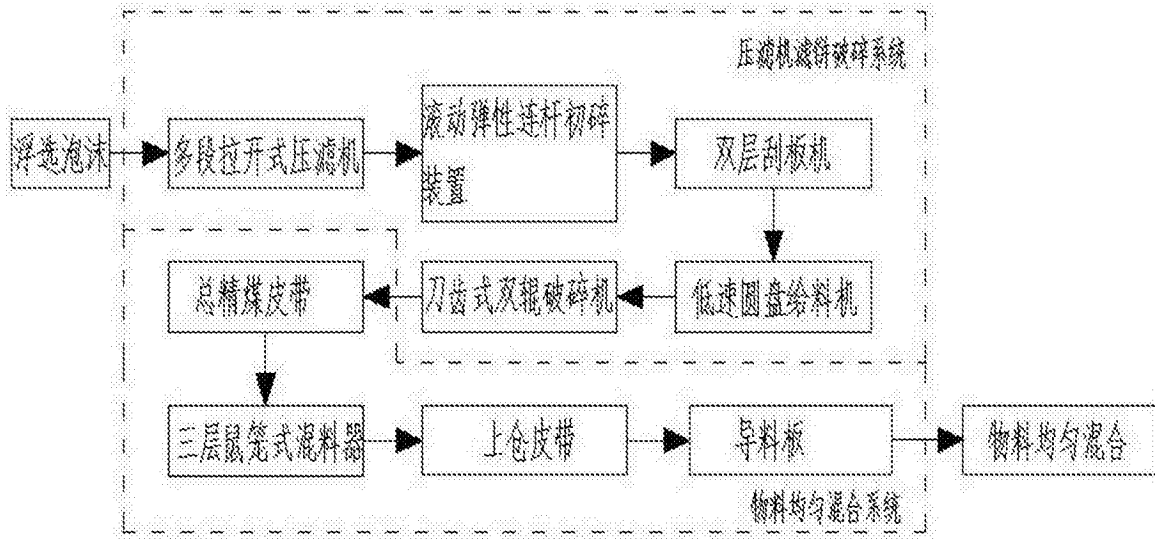 压滤机滤饼破碎系统
浮选泡沫
多段拉开式压滤机
滚动弹性连杆初碎
装置
双层刮板机
低速圆盘给料机
刀齿式双辊破碎机
总精煤皮带
三层鼠笼式混料器
上仓皮带
导料板
物料均匀混合
物料均匀混合系统